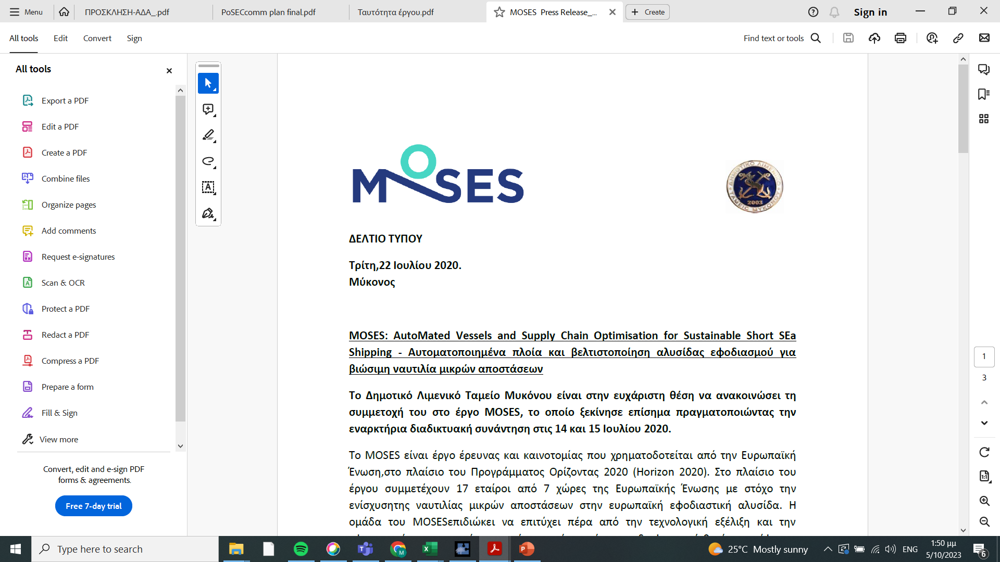 Menu
ΠΡΟΣΚΛΗΣΗ-ΑΔΑ_.pdf
PoSECcomm plan final.pdf
Ταυτότητα έργου.pdf
MOSES Press Release_...
Create
Sign in
All tools
Edit
Convert
Sign
Find text or tools
All tools
Export a PDF
Edit a PDF
Create a PDF
Combine files
Organize pages
Add comments
Request e-signatures
Scan & OCR
Protect a PDF
Redact a PDF
Compress a PDF
Prepare a form
Fill & Sign
View more
Convert, edit and e-sign PDF
forms & agreements.
Free 7-day trial
MOSES
ΔΗΜΟΤΙΚΟ ΛΙΜΕΝΙΚΟ
ΤΑΜΕΙΟ ΜΥΚΟΝΟΥ
2003
ΔΕΛΤΙΟ ΤΥΠΟΥ
Τρίτη,22 Ιουλίου 2020.
Μύκονος
MOSES: AutoMated Vessels and Supply Chain Optimisation for Sustainable Short SEa
Shipping - Αυτοματοποιημένα πλοία και βελτιστοποίηση αλυσίδας εφοδιασμού για
βιώσιμη ναυτιλία μικρών αποστάσεων
Το Δημοτικό Λιμενικό Ταμείο Μυκόνου είναι στην ευχάριστη θέση να ανακοινώσει τη
συμμετοχή του στο έργο MOSES, το οποίο ξεκίνησε επίσημα πραγματοποιώντας την
εναρκτήρια διαδικτυακή συνάντηση στις 14 και 15 Ιουλίου 2020.
Το MOSES είναι έργο έρευνας και καινοτομίας που χρηματοδοτείται από την Ευρωπαϊκή
Ένωση,στο πλαίσιο του Προγράμματος Ορίζοντας 2020 (Horizon 2020). Στο πλαίσιο του
έργου συμμετέχουν 17 εταίροι από 7 χώρες της Ευρωπαϊκής Ένωσης με στόχο την
ενίσχυσητης ναυτιλίας μικρών αποστάσεων στην ευρωπαϊκή εφοδιαστική αλυσίδα. Η
ομάδα του MOSESεπιδιώκει να επιτύχει πέρα από την τεχνολογική εξέλιξη και την
1
3
Type here to search
25°C Mostly sunny
ENG
1:50 μμ
5/10/2023
6